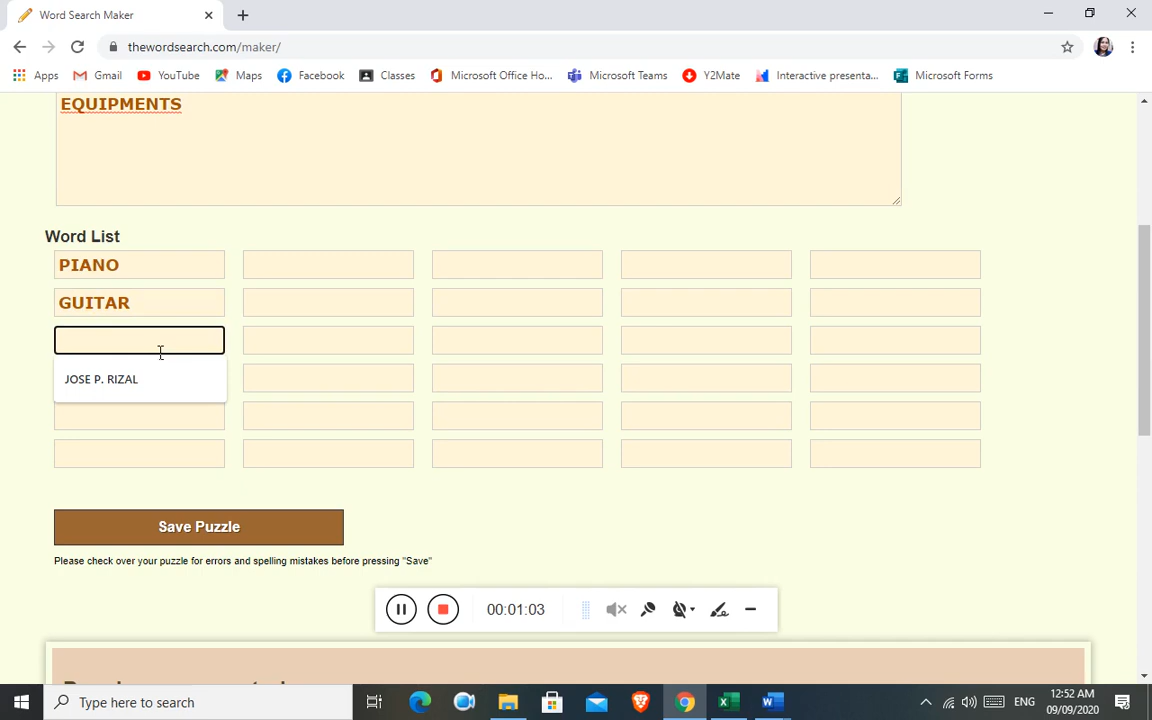 Word Search Maker
thewordsearch.com/maker/
Apps Gmail YouTube Maps Facebook Classes Microsoft Office Ho... Microsoft Teams Y2Mate Interactive presenta... Microsoft Forms
EQUIPMENTS
Word List
PIANO
GUITAR
JOSE P. RIZAL
Save Puzzle
Please check over your puzzle for errors and spelling mistakes before pressing "Save"
00:01:03
Type here to search
ENG
12:52 AM
09/09/2020